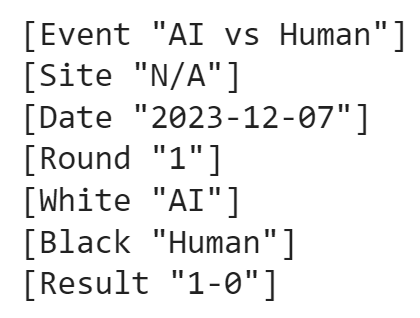 [Event "AI vs Human"]
[Site "N/A"]
[Date "2023-12-07"]
[Round "1"]
[White "AI"]
[Black "Human"]
[Result "1-0"]